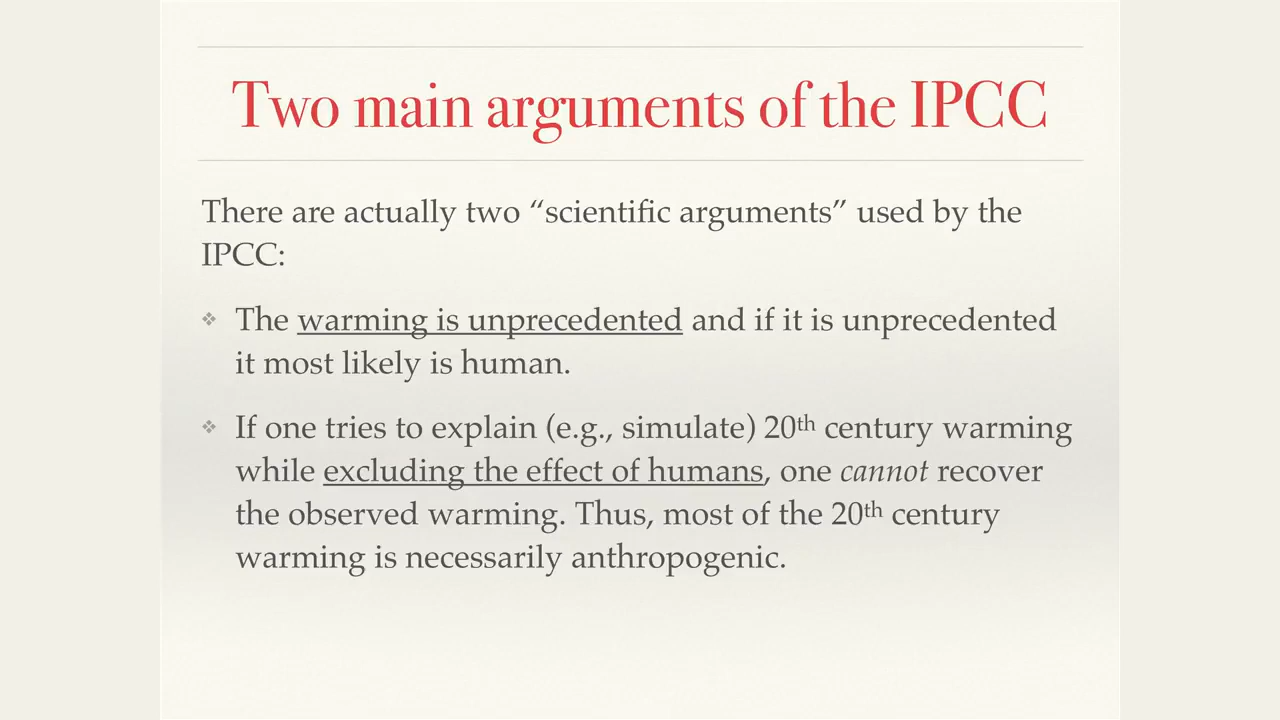 Two main arguments of the IPCC
There are actually two “scientific arguments” used by the
IPCC:
❖ The warming is unprecedented and if it is unprecedented
it most likely is human.
❖ If one tries to explain (e.g., simulate) 20th century warming
while excluding the effect of humans, one cannot recover
the observed warming. Thus, most of the 20th century
warming is necessarily anthropogenic.